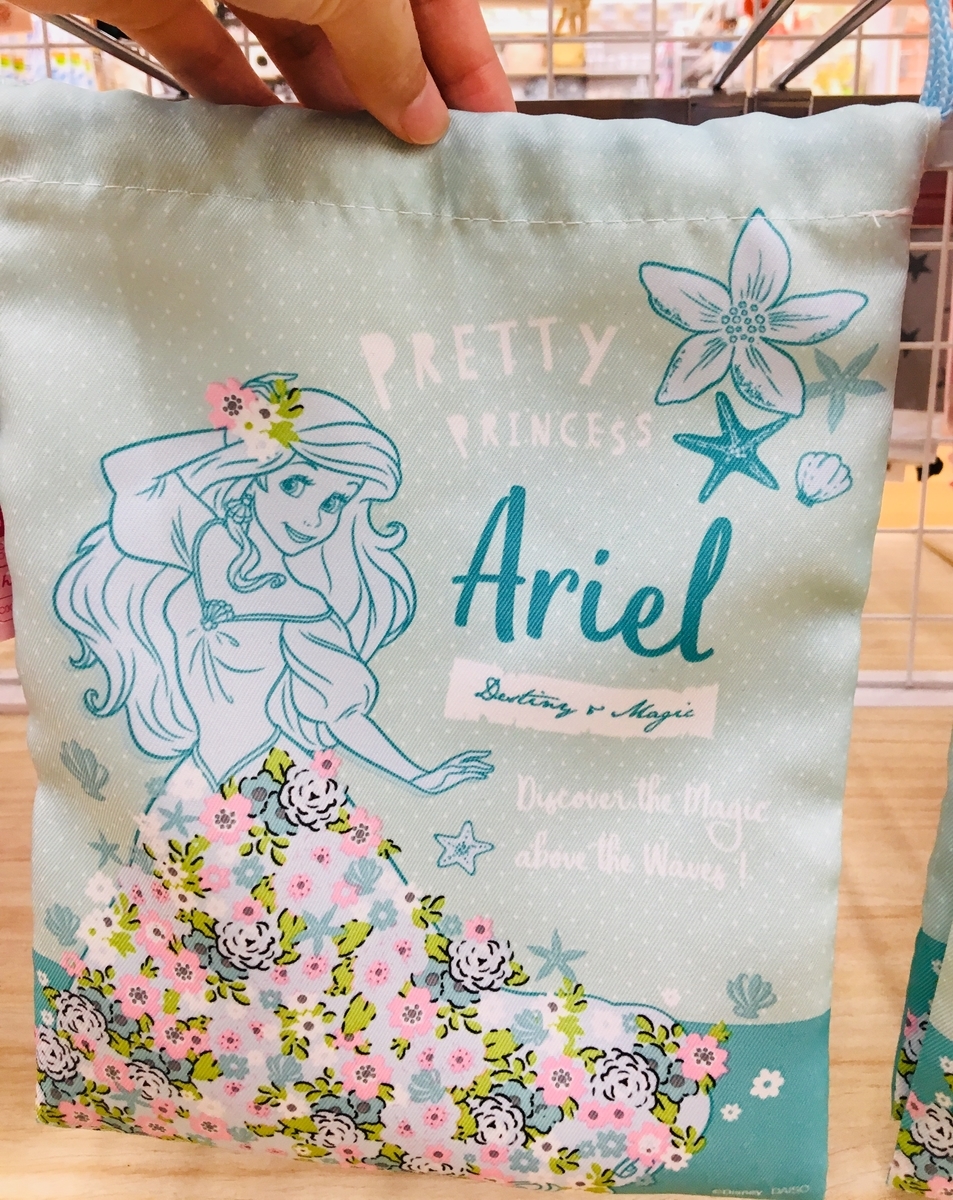 PRETTY
PRINCESS
Ariel
Destiny & Magic
Discover the Magic
above the Waves !
©Disney DAISO